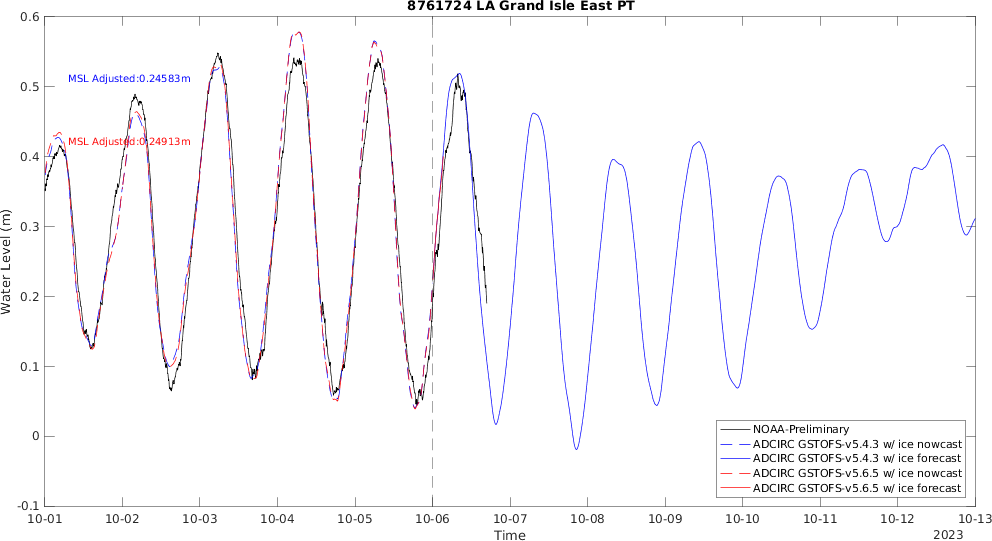 8761724 LA Grand Isle East PT
0.6
0.5
0.4
0.3
0.2
0.1
0
-0.1
Water Level (m)
MSL Adjusted:0.24583m
MSL Adjusted:0.24913m
NOAA-Preliminary
ADCIRC GSTOFS-v5.4.3 w/ ice nowcast
ADCIRC GSTOFS-v5.4.3 w/ ice forecast
ADCIRC GSTOFS-v5.6.5 w/ ice nowcast
ADCIRC GSTOFS-v5.6.5 w/ ice forecast
10-01 10-02 10-03 10-04 10-05 10-06 10-07 10-08 10-09 10-10 10-11 10-12 10-13
Time
2023